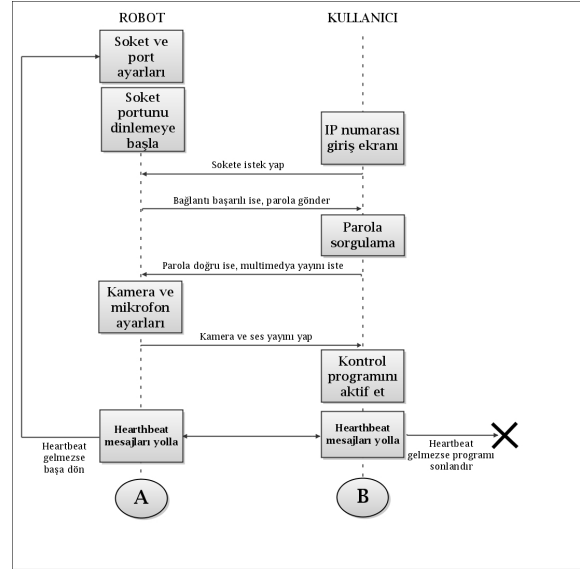 ROBOT
KULLANICI
Soket ve
port
ayarları
Soket
portunu
dinlemeye
başla
IP numarası
giriş ekranı
Sokete istek yap
Bağlantı başarılı ise, parola gönder
Parola
sorgulama
Parola doğru ise, multimedya yayını iste
Kamera ve
mikrofon
ayarları
Kamera ve ses yayını yap
Kontrol
programını
aktif et
Hearthbeat
mesajları yolla
Hearthbeat
mesajları yolla
Heartbeat
gelmezse
başa dön
Heartbeat
gelmezse programı
sonlandır
A
B